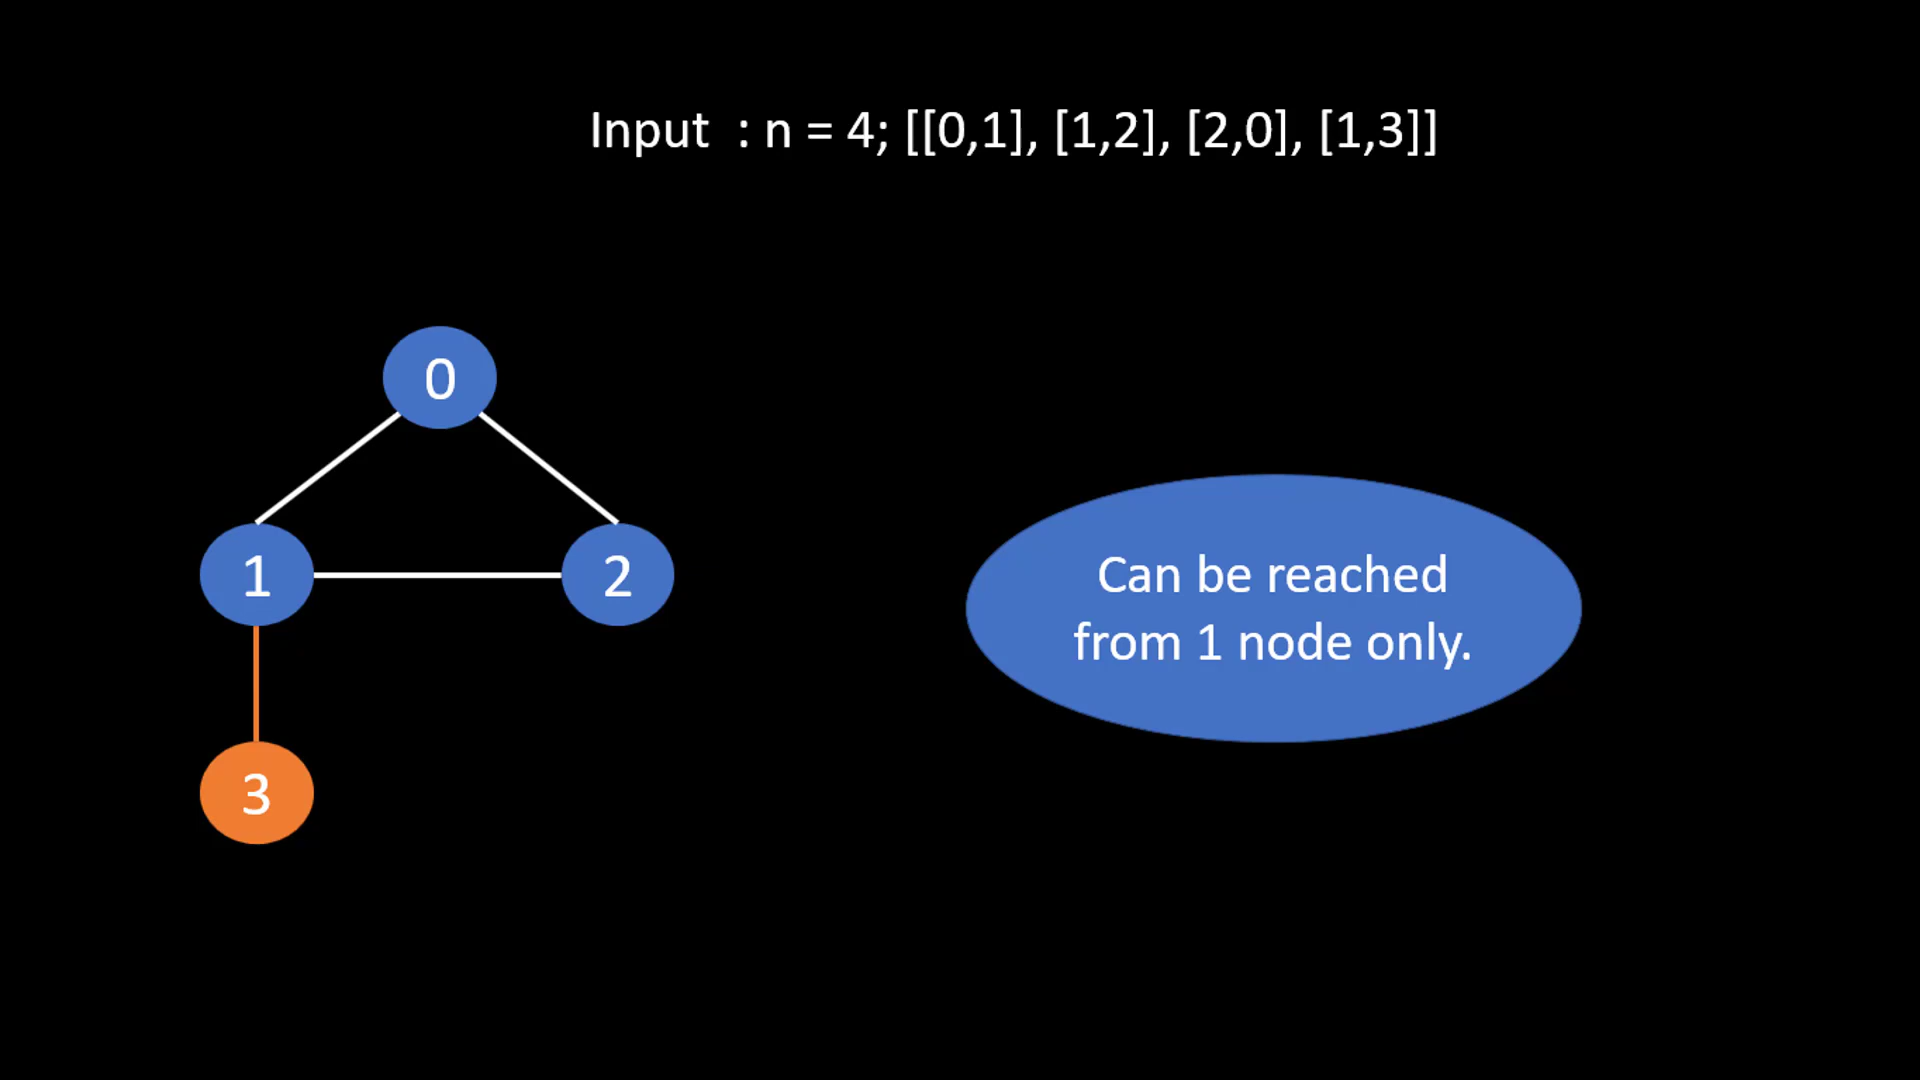 Input : n = 4; [[0,1], [1,2], [2,0], [1,3]]
0
1
2
Can be reached
from 1 node only.
3